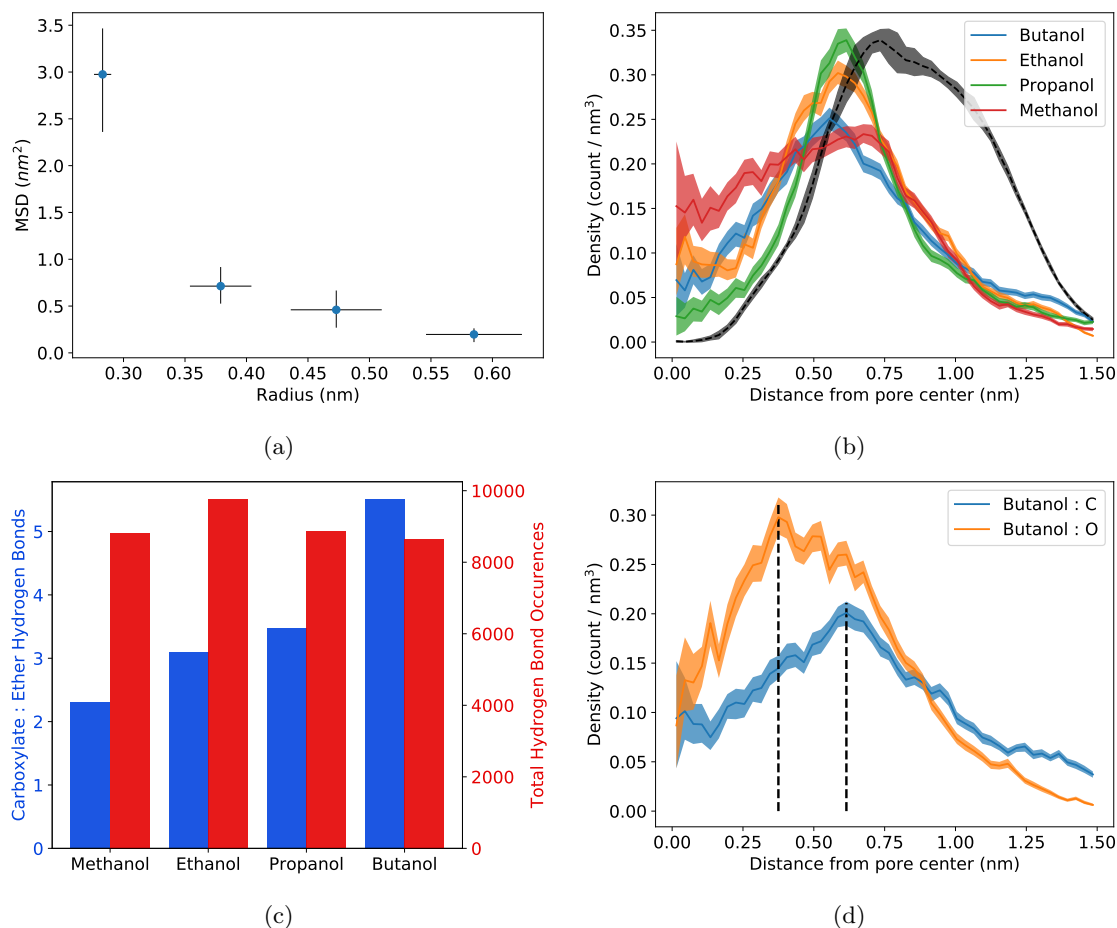 3.5
3.0
2.5
2.0
1.5
1.0
0.5
0.0
MSD (nm²)
0.30 0.35 0.40 0.45 0.50 0.55 0.60
Radius (nm)
(a)
0.35
0.30
0.25
0.20
0.15
0.10
0.05
0.00
Density (count / nm³)
Butanol
Ethanol
Propanol
Methanol
0.00 0.25 0.50 0.75 1.00 1.25 1.50
Distance from pore center (nm)
(b)
5
4
3
2
1
0
Carboxylate : Ether Hydrogen Bonds
10000
8000
6000
4000
2000
0
Total Hydrogen Bond Occurences
Methanol Ethanol Propanol Butanol
(c)
0.30
0.25
0.20
0.15
0.10
0.05
0.00
Density (count / nm³)
Butanol : C
Butanol : O
0.00 0.25 0.50 0.75 1.00 1.25 1.50
Distance from pore center (nm)
(d)